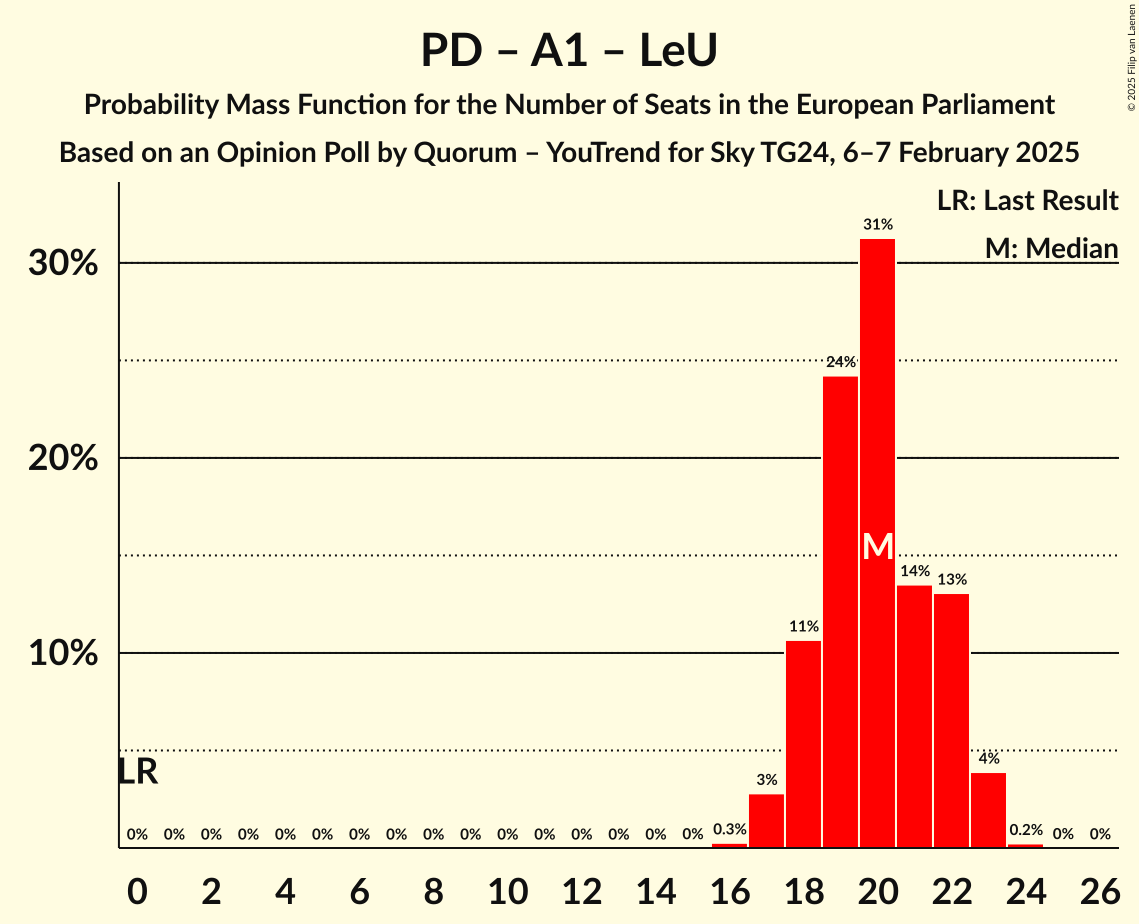 PD – A1 – LeU
Probability Mass Function for the Number of Seats in the European Parliament
Based on an Opinion Poll by Quorum – YouTrend for Sky TG24, 6–7 February 2025
© 2025 Filip van Laenen
LR: Last Result
M: Median
31%
30%
24%
20%
M
14%
13%
11%
10%
LR
4%
3%
0% 0% 0% 0% 0% 0% 0% 0% 0% 0% 0% 0% 0% 0% 0% 0% 0.3% 0.2% 0% 0%
0 2 4 6 8 10 12 14 16 18 20 22 24 26